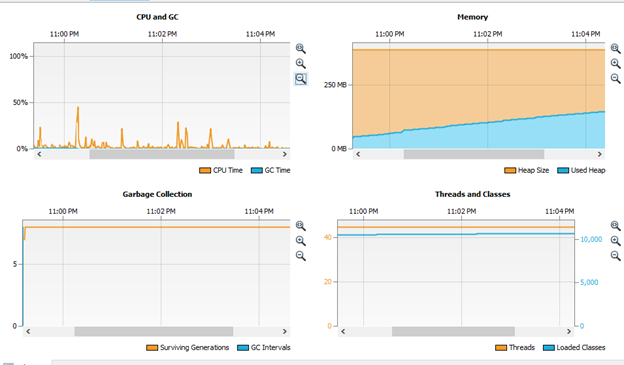 CPU and GC
11:00 PM 11:02 PM 11:04 PM
100%
50%
0%
CPU Time GC Time
Memory
11:00 PM 11:02 PM 11:04 PM
250 MB
0 MB
Heap Size Used Heap
Garbage Collection
11:00 PM 11:02 PM 11:04 PM
5
0
Surviving Generations GC Intervals
Threads and Classes
11:00 PM 11:02 PM 11:04 PM
40 10,000
20 5,000
0 0
Threads Loaded Classes